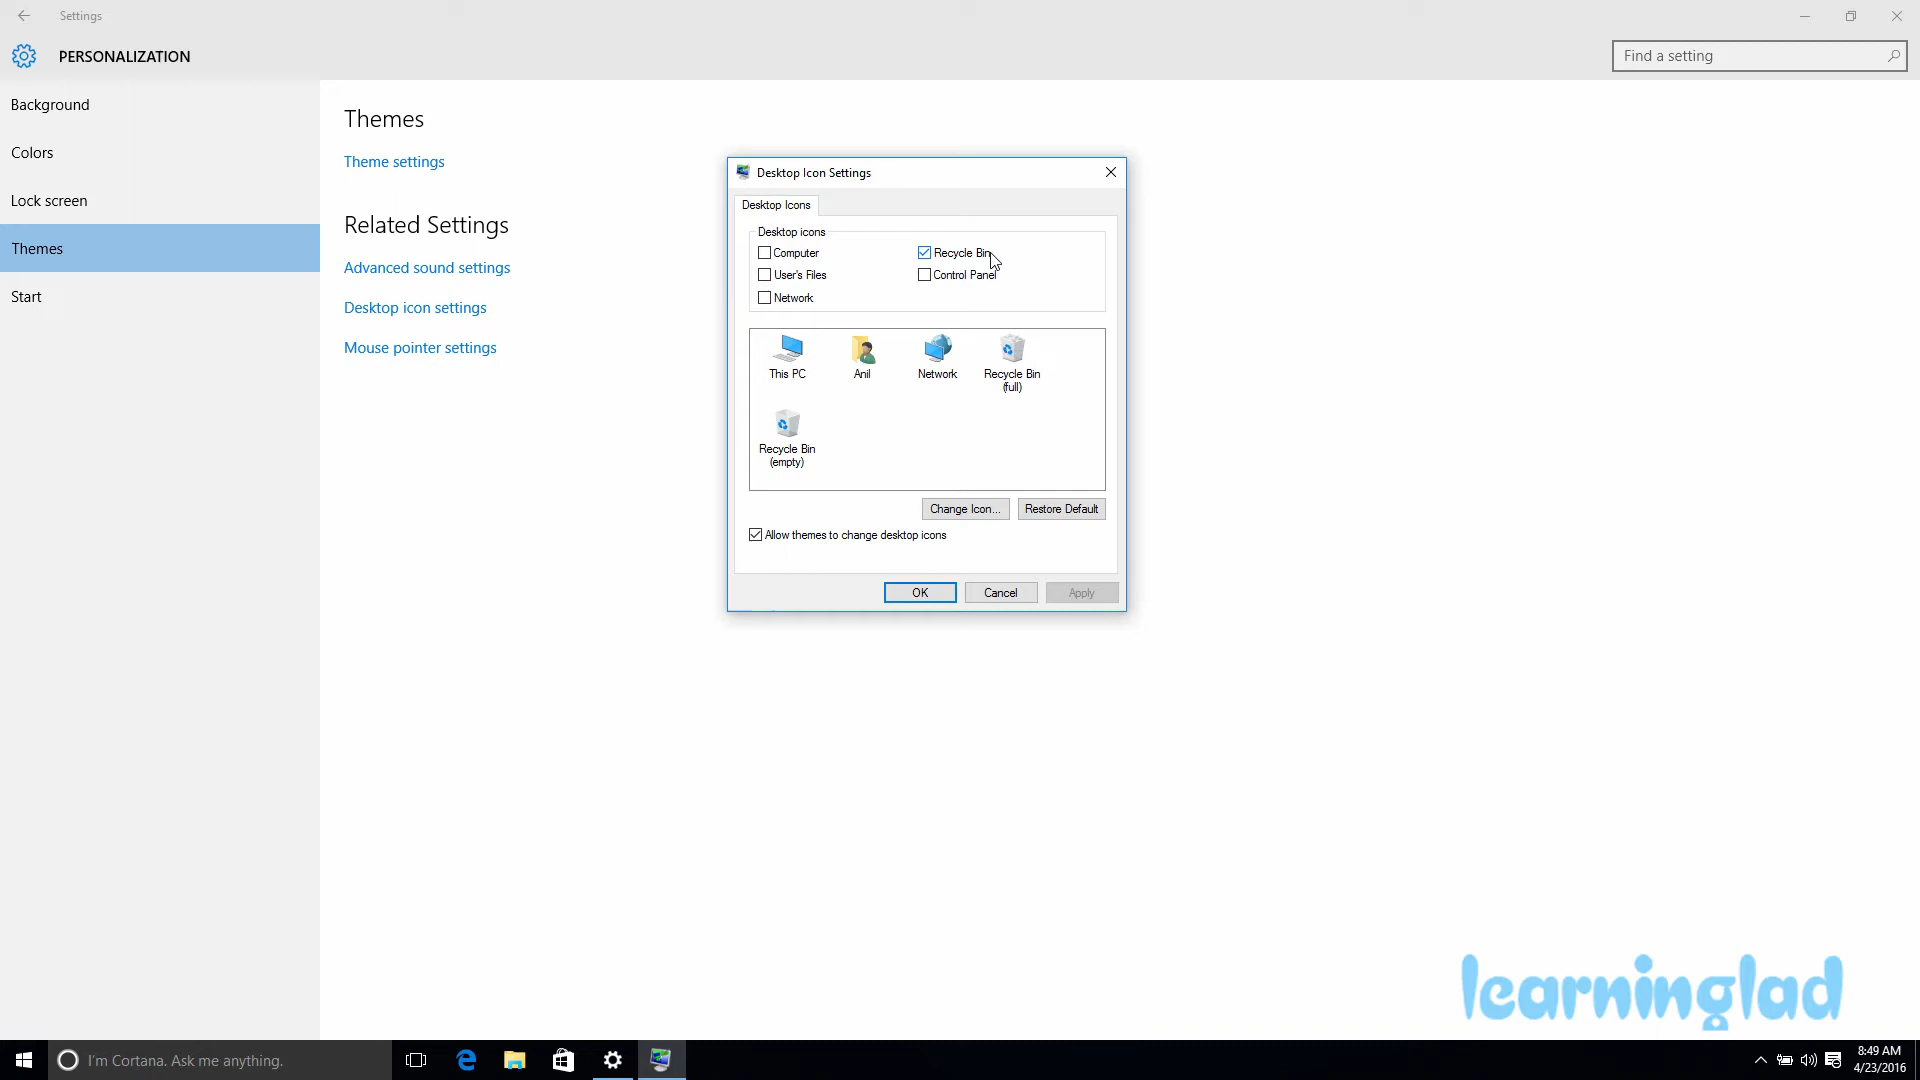 Settings
PERSONALIZATION
Find a setting
Background
Colors
Lock screen
Themes
Start
Themes
Theme settings
Related Settings
Advanced sound settings
Desktop icon settings
Mouse pointer settings
Desktop Icon Settings
Desktop Icons
Desktop icons
Computer
Recycle Bin
User's Files
Control Panel
Network
This PC
Anil
Network
Recycle Bin
(full)
Recycle Bin
(empty)
Change Icon...
Restore Default
Allow themes to change desktop icons
OK
Cancel
Apply
learninglad
I'm Cortana. Ask me anything.
8:49 AM
4/23/2016